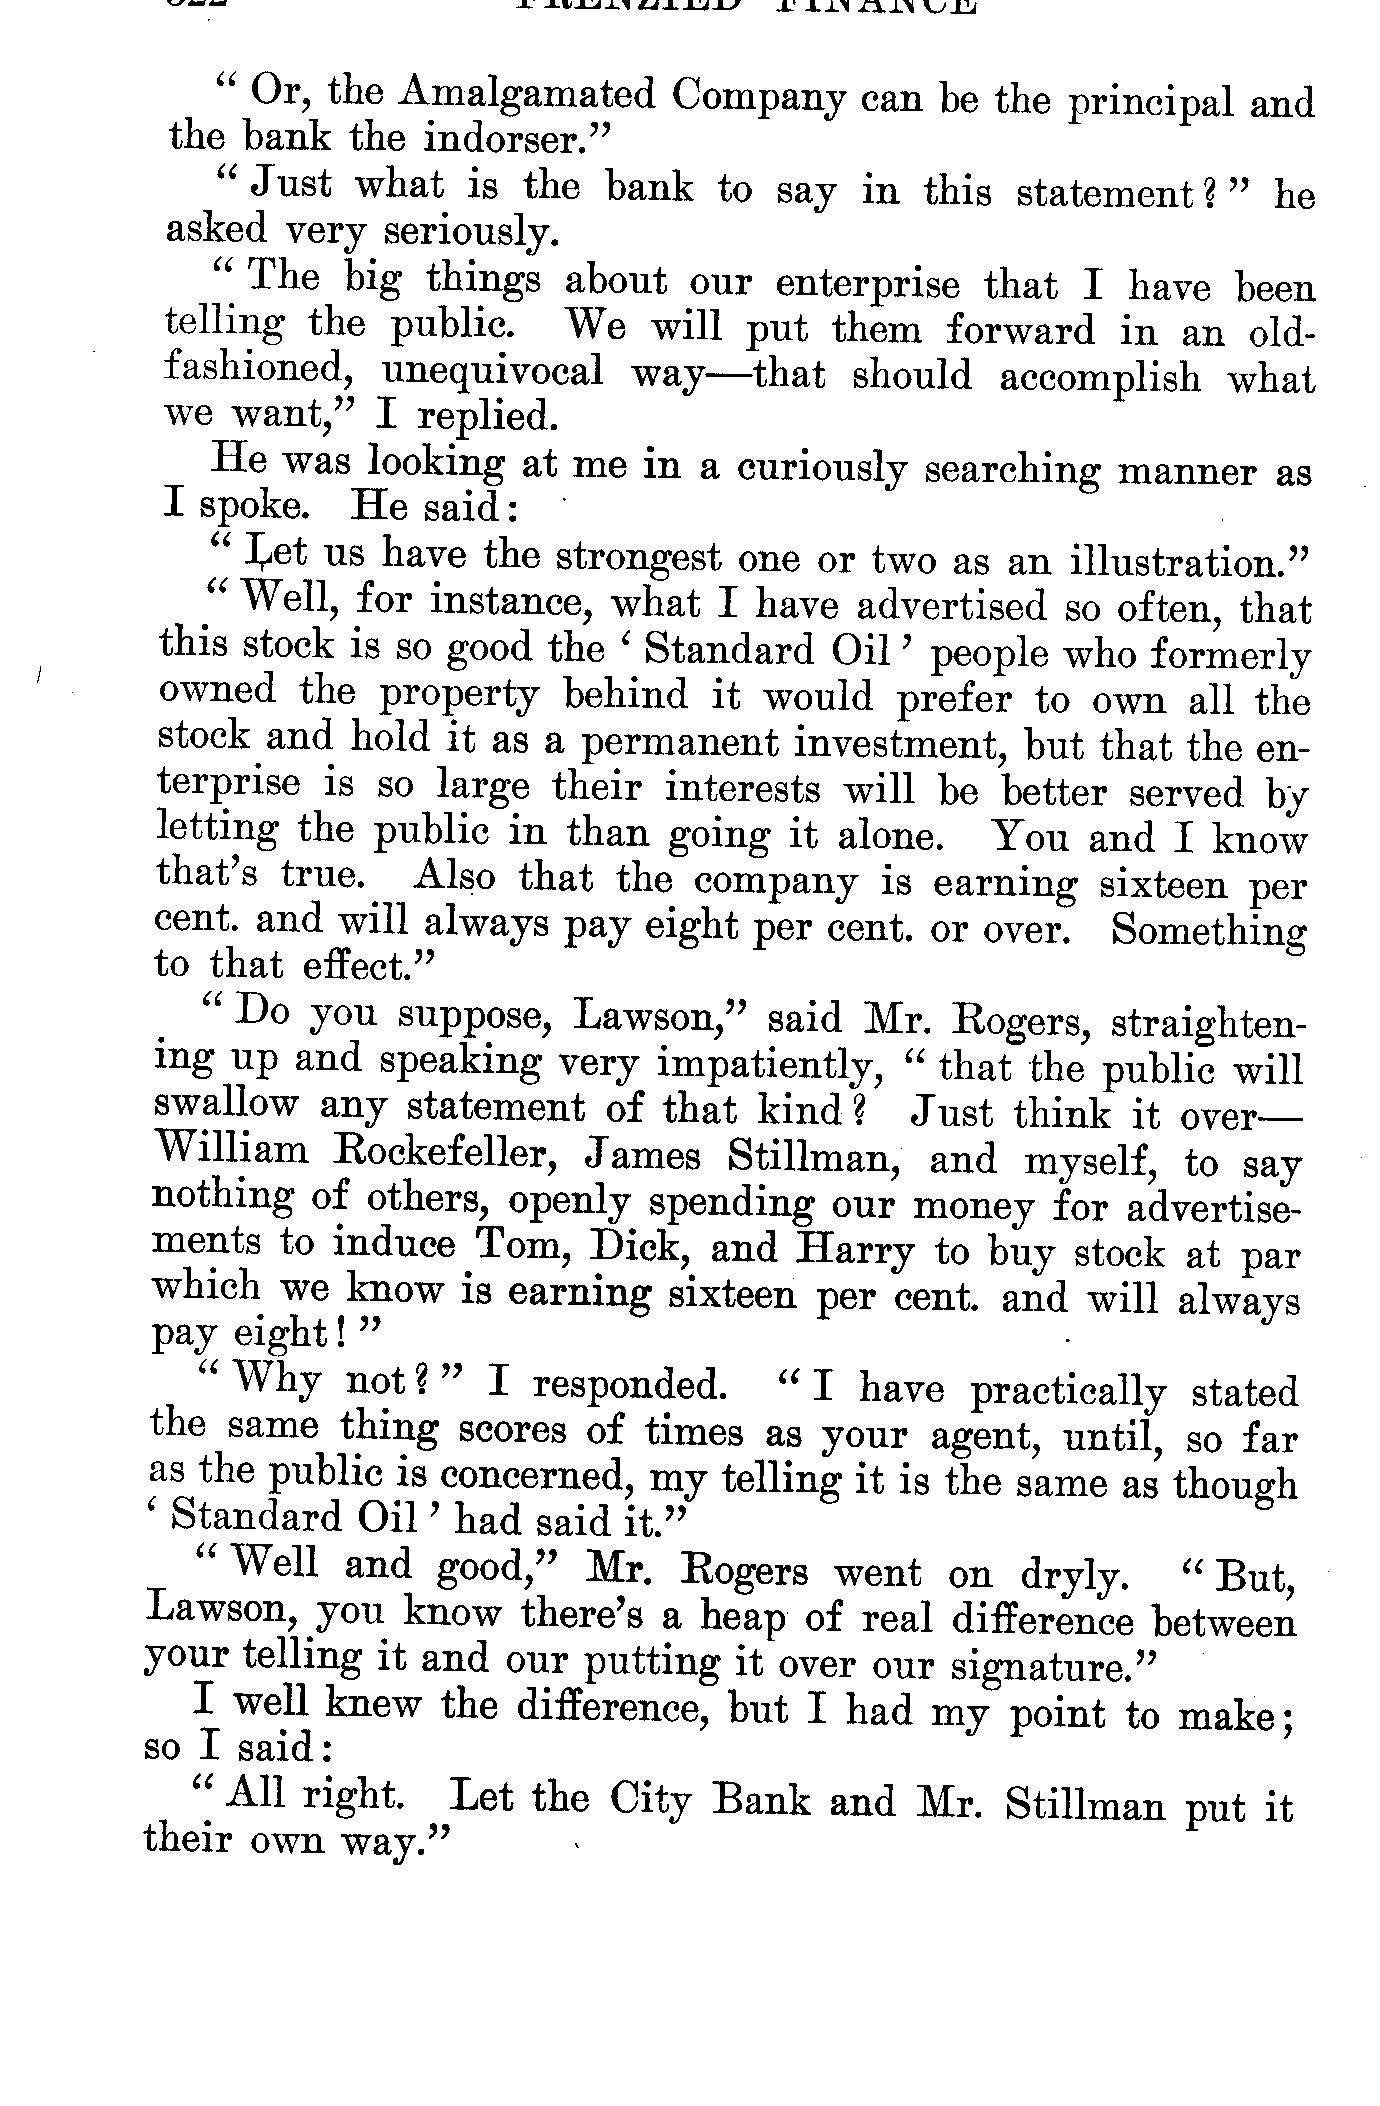 322 FRENZIED FINANCE
“ Or, the Amalgamated Company can be the principal and
the bank the indorser.”
“ Just what is the bank to say in this statement? ” he
asked very seriously.
“ The big things about our enterprise that I have been
telling the public. We will put them forward in an old-
fashioned, unequivocal way—that should accomplish what
we want,” I replied.
He was looking at me in a curiously searching manner as
I spoke. He said:
“ Let us have the strongest one or two as an illustration.”
“ Well, for instance, what I have advertised so often, that
this stock is so good the ‘ Standard Oil ’ people who formerly
owned the property behind it would prefer to own all the
stock and hold it as a permanent investment, but that the en-
terprise is so large their interests will be better served by
letting the public in than going it alone. You and I know
that’s true. Also that the company is earning sixteen per
cent. and will always pay eight per cent. or over. Something
to that effect.”
“ Do you suppose, Lawson,” said Mr. Rogers, straighten-
ing up and speaking very impatiently, “ that the public will
swallow any statement of that kind? Just think it over—
William Rockefeller, James Stillman, and myself, to say
nothing of others, openly spending our money for advertise-
ments to induce Tom, Dick, and Harry to buy stock at par
which we know is earning sixteen per cent. and will always
pay eight! ”
“ Why not? ” I responded. “ I have practically stated
the same thing scores of times as your agent, until, so far
as the public is concerned, my telling it is the same as though
‘ Standard Oil ’ had said it.”
“ Well and good,” Mr. Rogers went on dryly. “ But,
Lawson, you know there’s a heap of real difference between
your telling it and our putting it over our signature.”
I well knew the difference, but I had my point to make;
so I said:
“ All right. Let the City Bank and Mr. Stillman put it
their own way.”